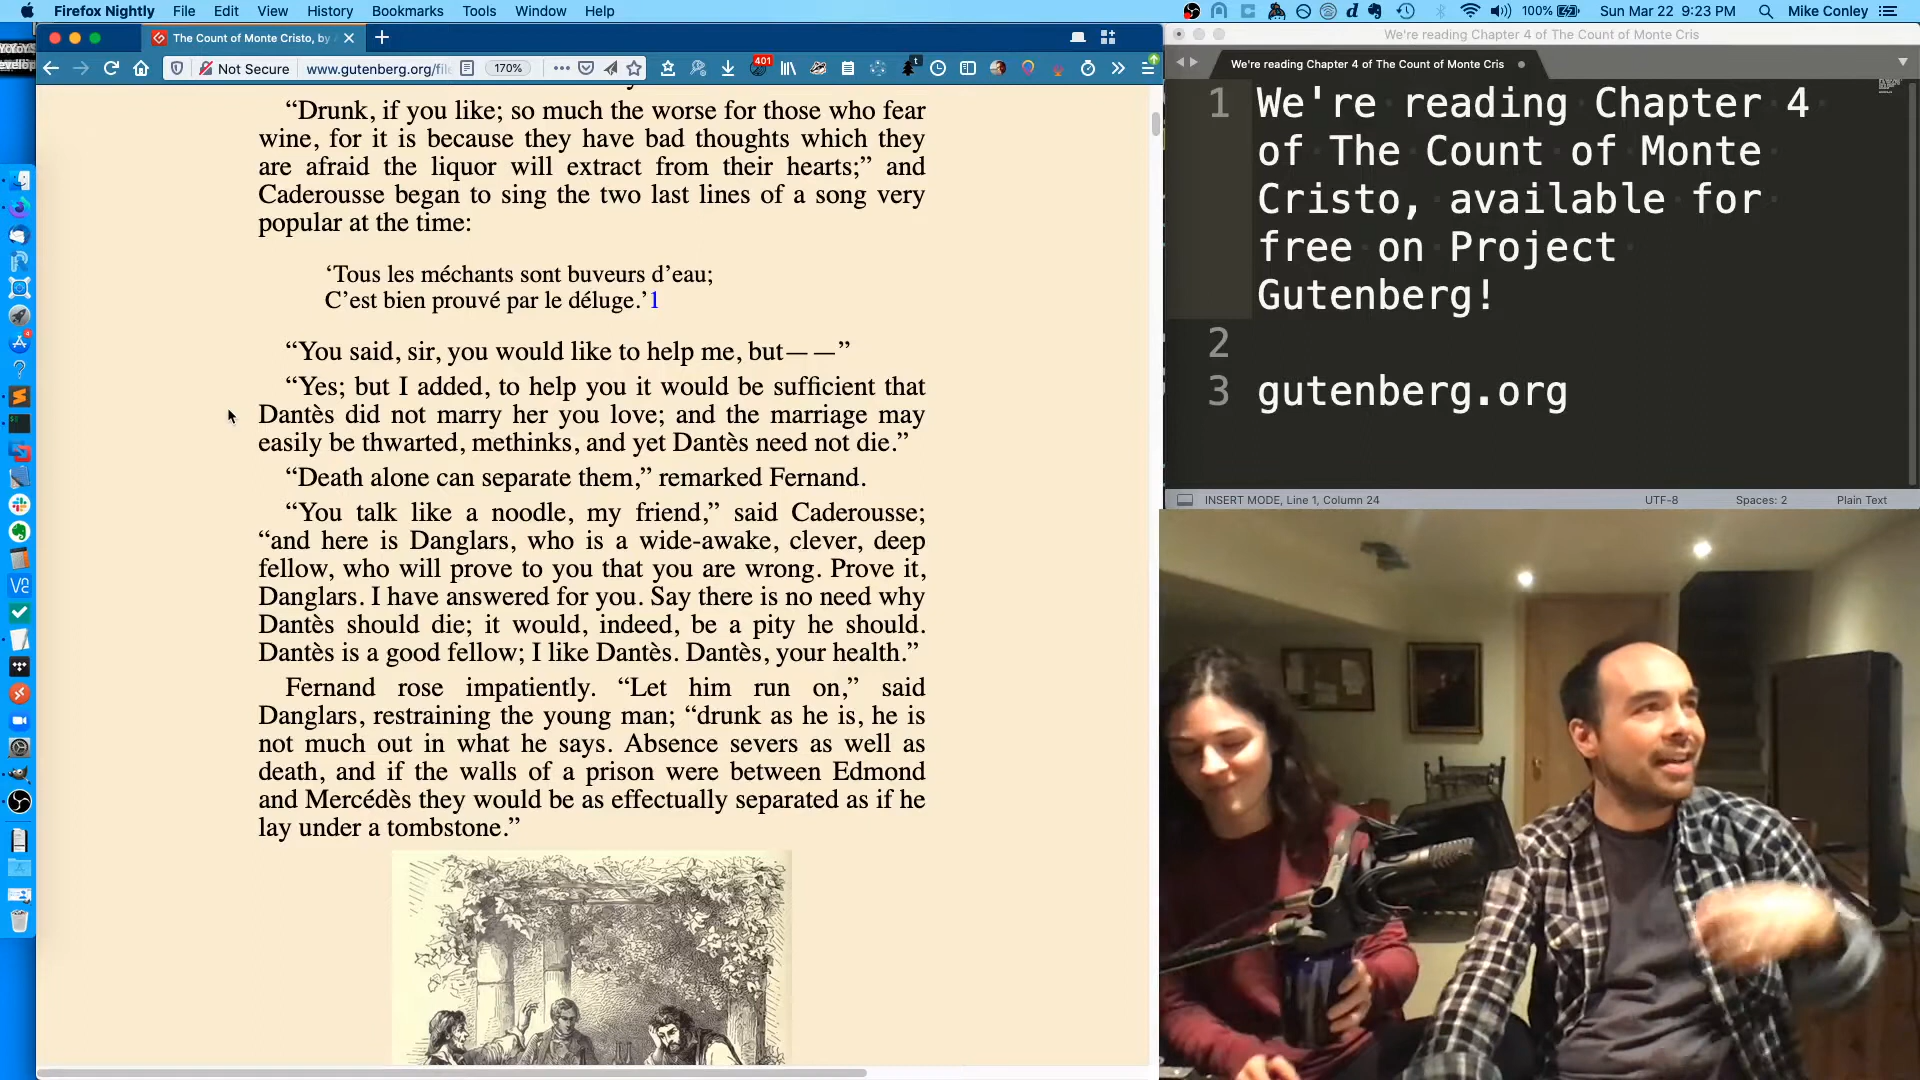 Firefox Nightly File Edit View History Bookmarks Tools Window Help
100% Sun Mar 22 9:23 PM Mike Conley
The Count of Monte Cristo, by
Not Secure www.gutenberg.org/file 170% 401
“Drunk, if you like; so much the worse for those who fear
wine, for it is because they have bad thoughts which they
are afraid the liquor will extract from their hearts;” and
Caderousse began to sing the two last lines of a song very
popular at the time:
‘Tous les méchants sont buveurs d’eau;
C’est bien prouvé par le déluge.’1
“You said, sir, you would like to help me, but— —”
“Yes; but I added, to help you it would be sufficient that
Dantès did not marry her you love; and the marriage may
easily be thwarted, methinks, and yet Dantès need not die.”
“Death alone can separate them,” remarked Fernand.
“You talk like a noodle, my friend,” said Caderousse;
“and here is Danglars, who is a wide-awake, clever, deep
fellow, who will prove to you that you are wrong. Prove it,
Danglars. I have answered for you. Say there is no need why
Dantès should die; it would, indeed, be a pity he should.
Dantès is a good fellow; I like Dantès. Dantès, your health.”
Fernand rose impatiently. “Let him run on,” said
Danglars, restraining the young man; “drunk as he is, he is
not much out in what he says. Absence severs as well as
death, and if the walls of a prison were between Edmond
and Mercédès they would be as effectually separated as if he
lay under a tombstone.”
We're reading Chapter 4 of The Count of Monte Cris
We're reading Chapter 4 of The Count of Monte Cris
1 We're reading Chapter 4
of The Count of Monte
Cristo, available for
free on Project
Gutenberg!
2
3 gutenberg.org
INSERT MODE, Line 1, Column 24 UTF-8 Spaces: 2 Plain Text